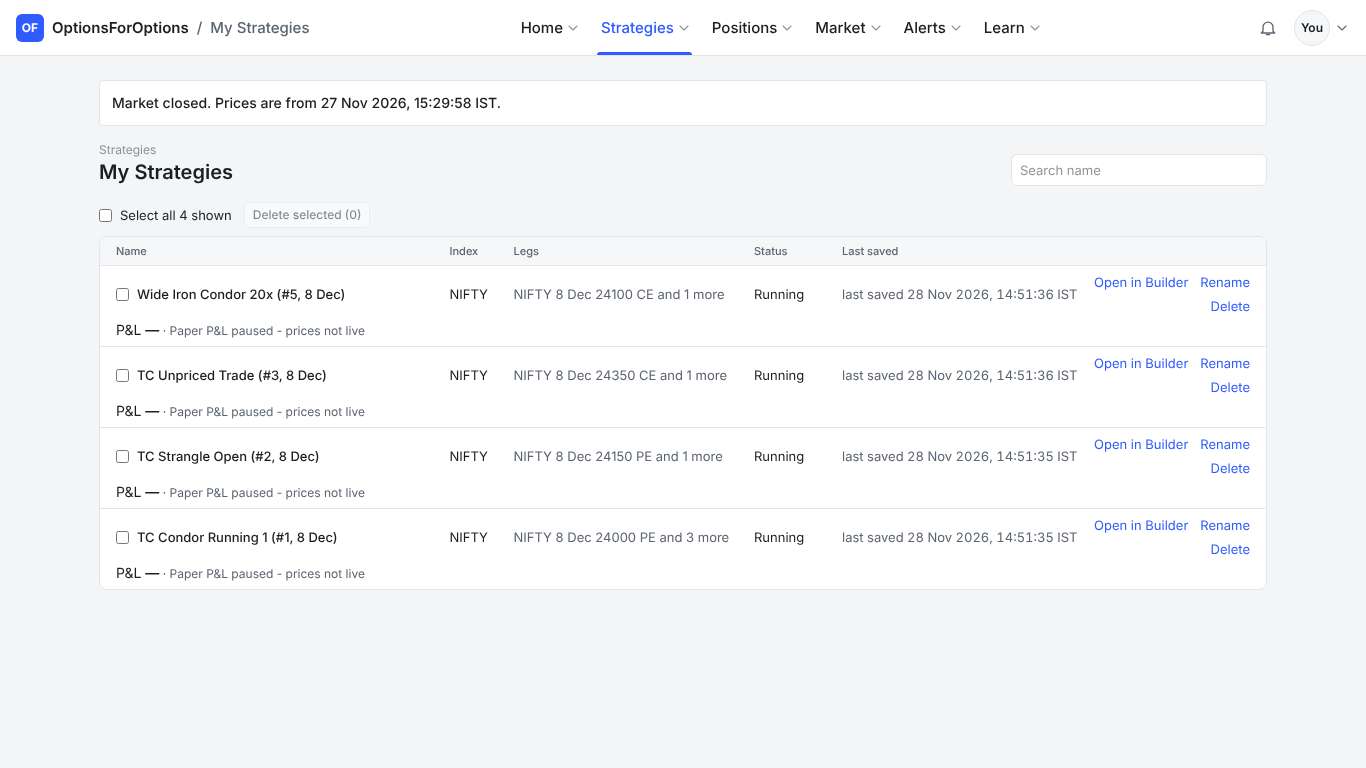 OF OptionsForOptions / My Strategies Home Strategies Positions Market Alerts Learn You
Market closed. Prices are from 27 Nov 2026, 15:29:58 IST.
Strategies
My Strategies
Search name
Select all 4 shown Delete selected (0)
Name Index Legs Status Last saved
Wide Iron Condor 20x (#5, 8 Dec) NIFTY NIFTY 8 Dec 24100 CE and 1 more Running last saved 28 Nov 2026, 14:51:36 IST Open in Builder Rename
Delete
P&L — · Paper P&L paused - prices not live
TC Unpriced Trade (#3, 8 Dec) NIFTY NIFTY 8 Dec 24350 CE and 1 more Running last saved 28 Nov 2026, 14:51:36 IST Open in Builder Rename
Delete
P&L — · Paper P&L paused - prices not live
TC Strangle Open (#2, 8 Dec) NIFTY NIFTY 8 Dec 24150 PE and 1 more Running last saved 28 Nov 2026, 14:51:35 IST Open in Builder Rename
Delete
P&L — · Paper P&L paused - prices not live
TC Condor Running 1 (#1, 8 Dec) NIFTY NIFTY 8 Dec 24000 PE and 3 more Running last saved 28 Nov 2026, 14:51:35 IST Open in Builder Rename
Delete
P&L — · Paper P&L paused - prices not live